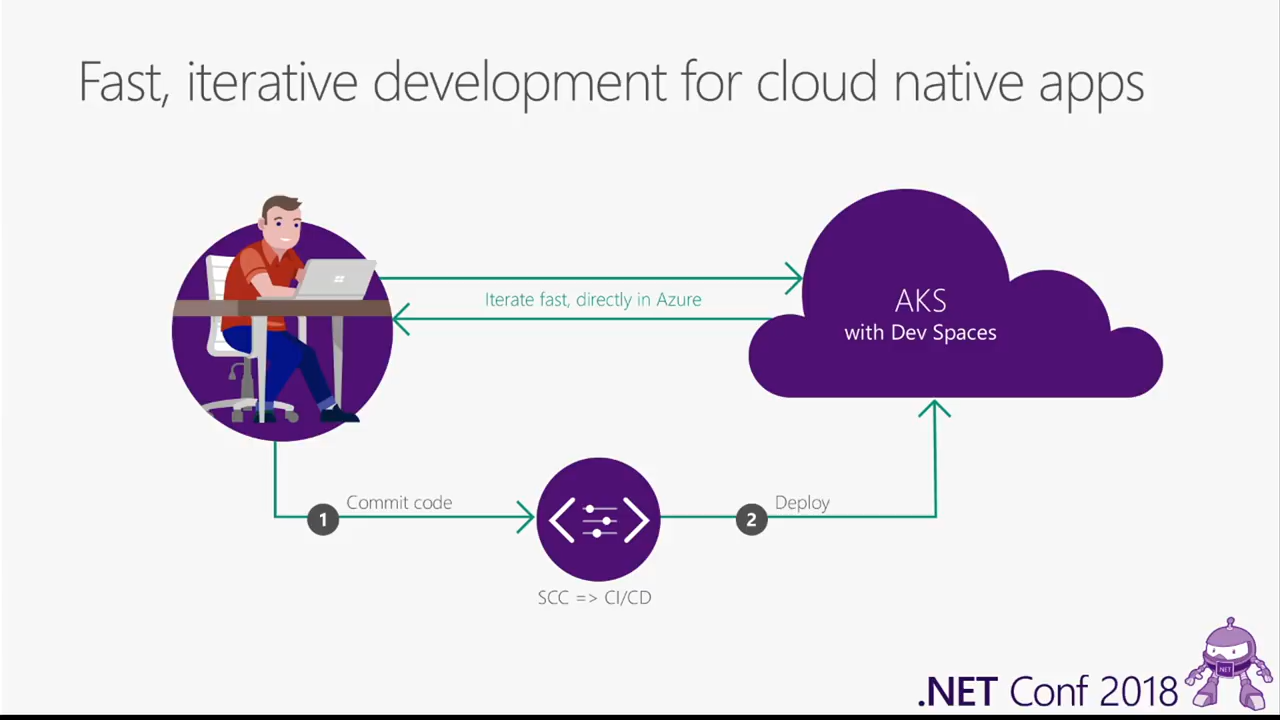 Fast, iterative development for cloud native apps
Iterate fast, directly in Azure
AKS
with Dev Spaces
1
Commit code
2
Deploy
SCC => CI/CD
.NET Conf 2018
.NET